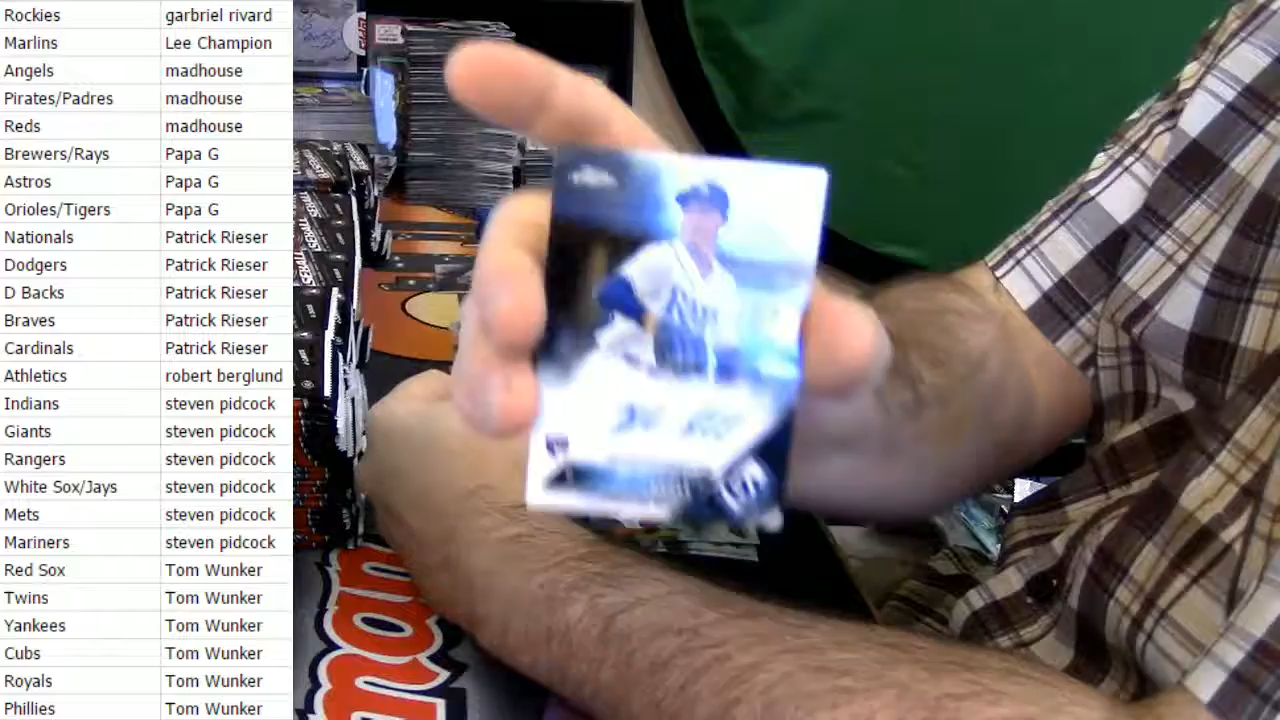 Rockies garbriel rivard
Marlins Lee Champion
Angels madhouse
Pirates/Padres madhouse
Reds madhouse
Brewers/Rays Papa G
Astros Papa G
Orioles/Tigers Papa G
Nationals Patrick Rieser
Dodgers Patrick Rieser
D Backs Patrick Rieser
Braves Patrick Rieser
Cardinals Patrick Rieser
Athletics robert berglund
Indians steven pidcock
Giants steven pidcock
Rangers steven pidcock
White Sox/Jays steven pidcock
Mets steven pidcock
Mariners steven pidcock
Red Sox Tom Wunker
Twins Tom Wunker
Yankees Tom Wunker
Cubs Tom Wunker
Royals Tom Wunker
Phillies Tom Wunker